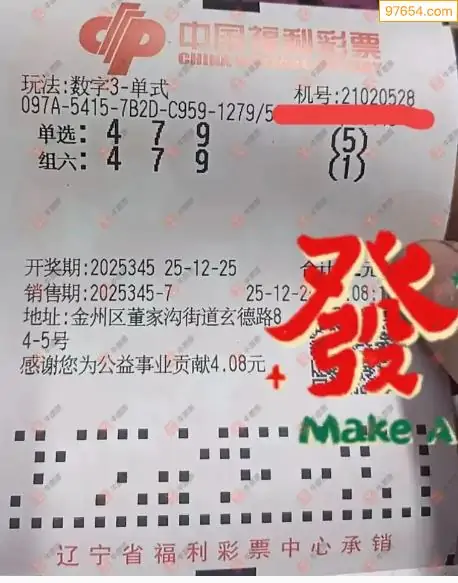 97654.com
中国福利彩票
CHINA
玩法:数字3-单式
机号:21020528
097A-5415-7B2D-C959-1279/5
单选: 4 7 9 (5)
组六: 4 7 9 (1)
开奖期:2025345 25-12-25
销售期:2025345-7 25-12-2
地址:金州区董家沟街道玄德路8
4-5号
感谢您为公益事业贡献4.08元
發
Make A
辽宁省福利彩票中心承销